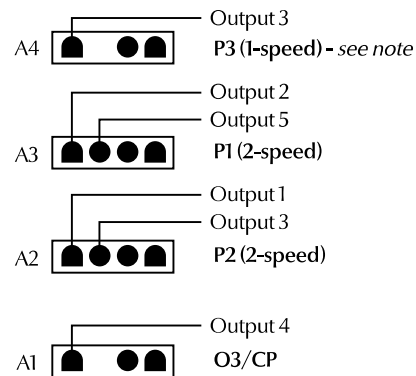 Output 3
A4 P3 (1-speed) - see note
Output 2
Output 5
A3 P1 (2-speed)
Output 1
Output 3
A2 P2 (2-speed)
Output 4
A1 O3/CP